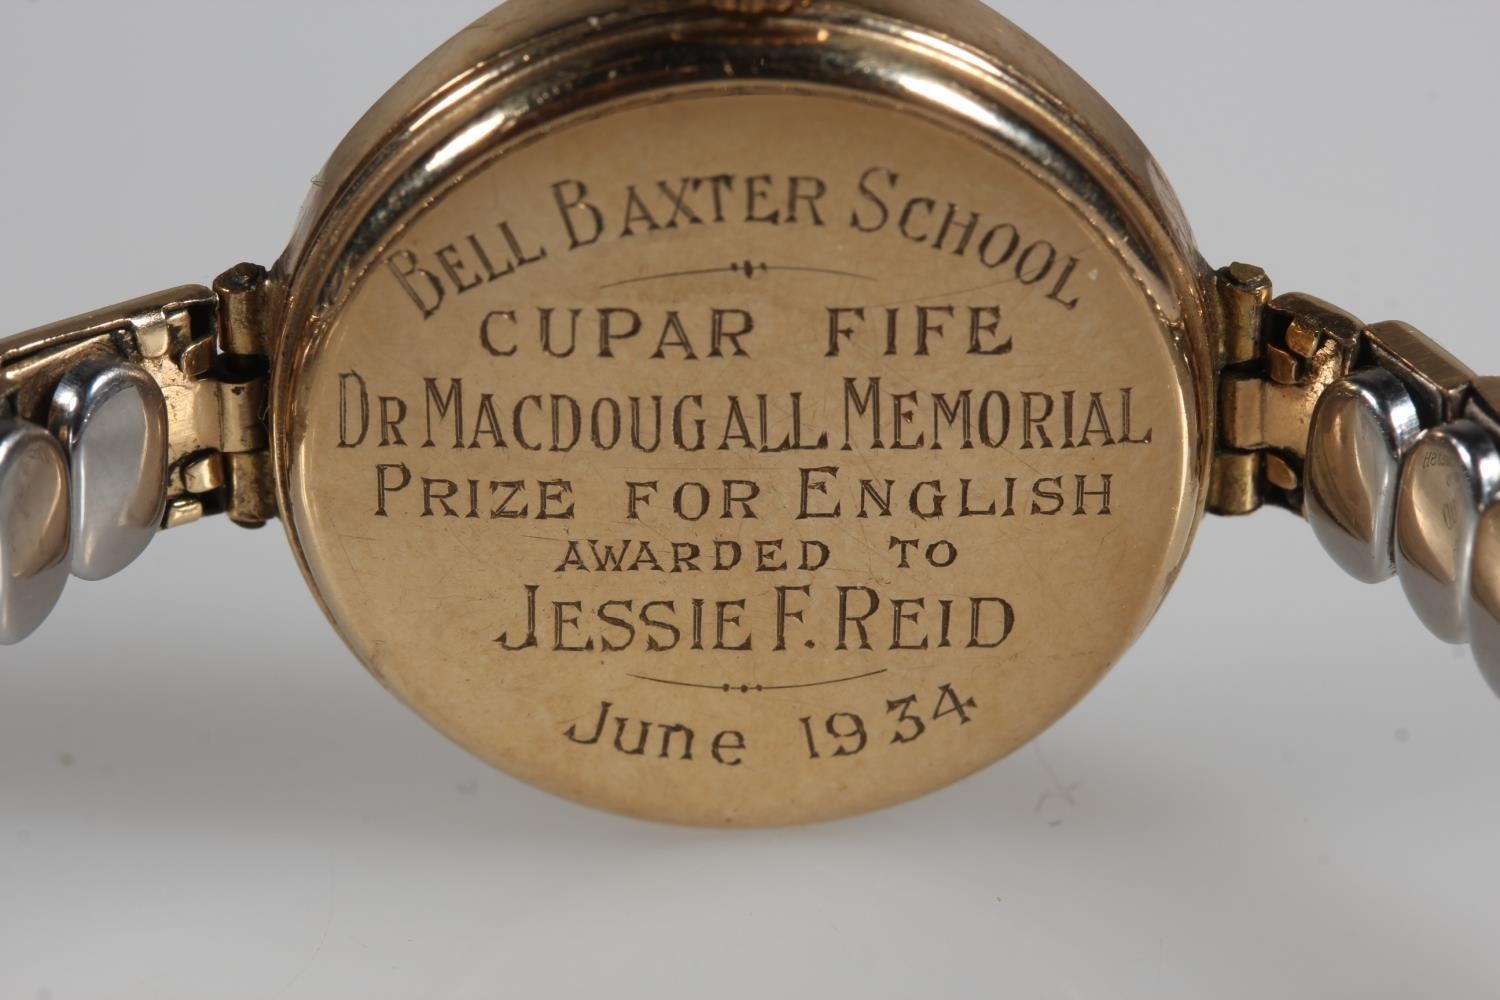 BELL BAXTER SCHOOL
CUPAR FIFE
DR MACDOUGALL MEMORIAL
PRIZE FOR ENGLISH
AWARDED TO
JESSIE F. REID
June 1934